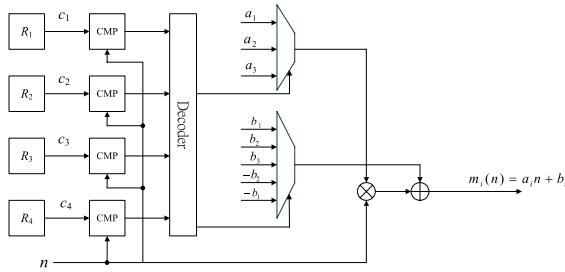 R₁ c₁ CMP
R₂ c₂ CMP
R₃ c₃ CMP
R₄ c₄ CMP
n
Decoder
a₁
a₂
a₃
b₁
b₂
b₃
−b₂
−b₁
mᵢ(n) = aᵢn + bᵢ